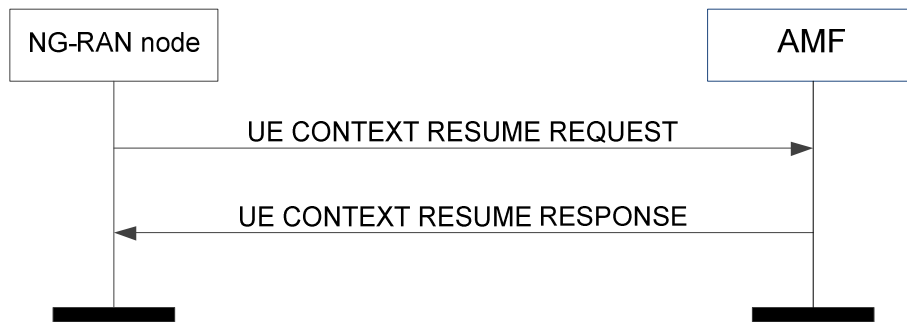 NG-RAN node
AMF
UE CONTEXT RESUME REQUEST
UE CONTEXT RESUME RESPONSE